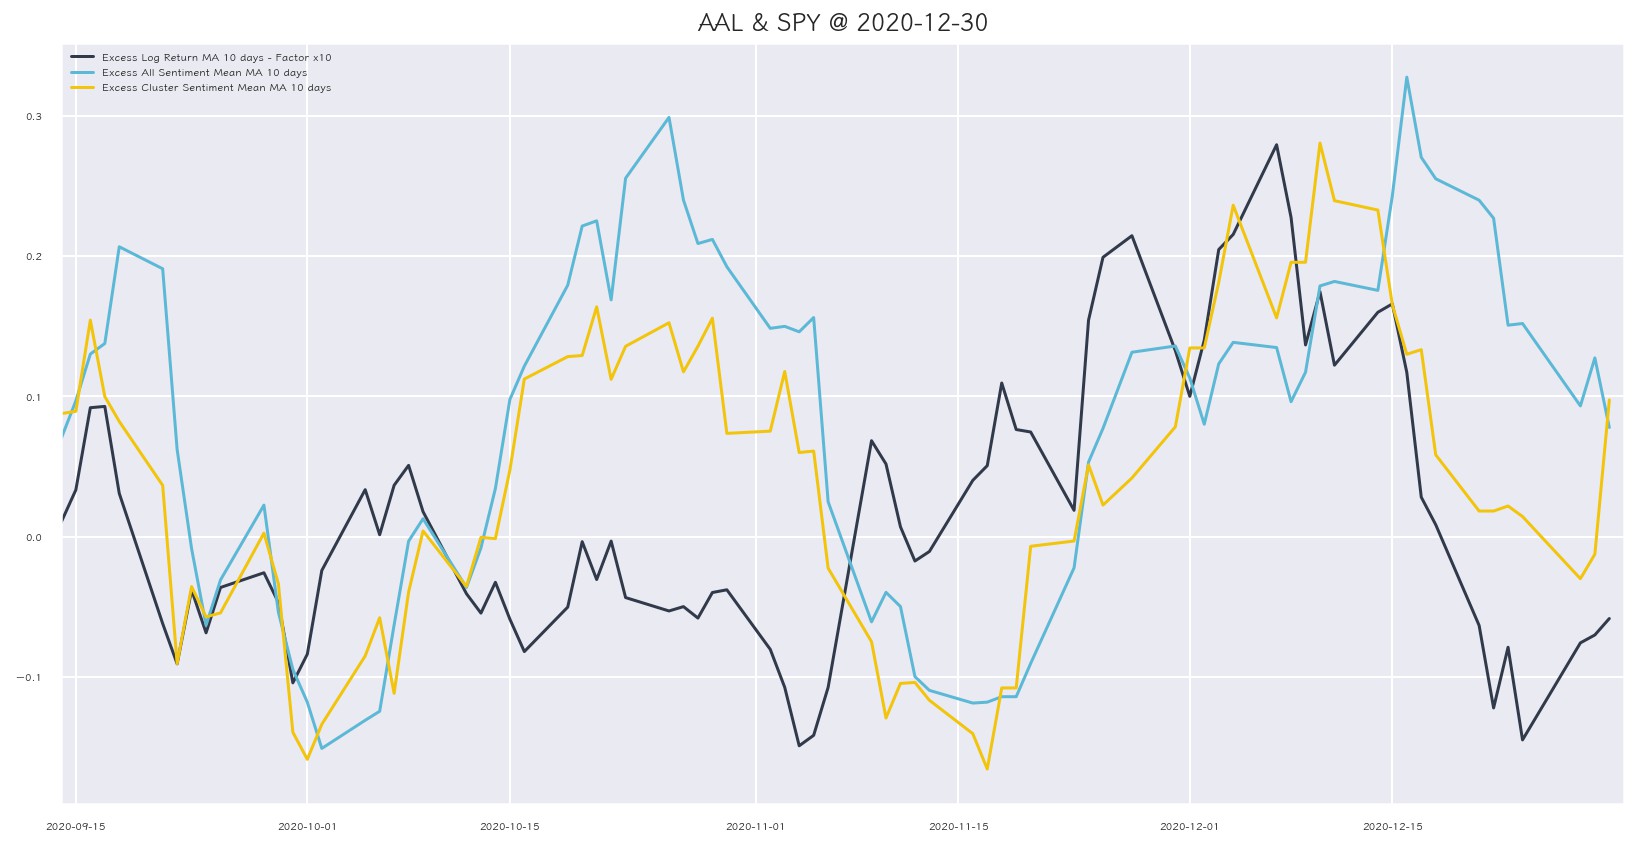 AAL & SPY @ 2020-12-30
Excess Log Return MA 10 days - Factor x10
Excess All Sentiment Mean MA 10 days
Excess Cluster Sentiment Mean MA 10 days
0.3
0.2
0.1
0.0
−0.1
2020-09-15 2020-10-01 2020-10-15 2020-11-01 2020-11-15 2020-12-01 2020-12-15